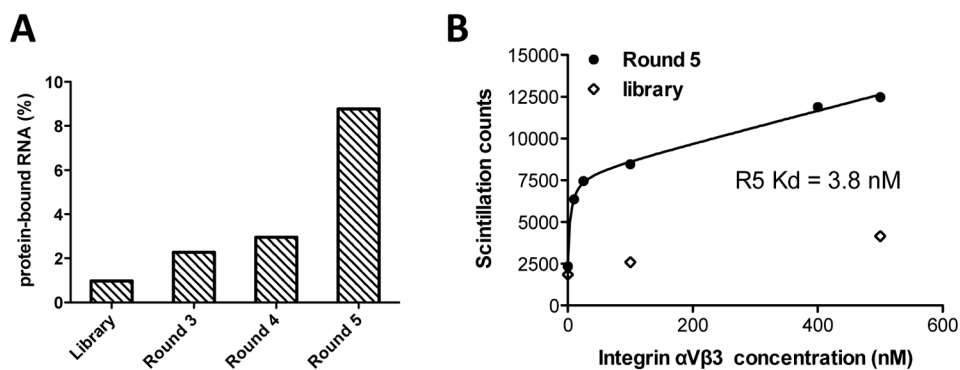 A
protein-bound RNA (%)
10
8
6
4
2
0
Library
Round 3
Round 4
Round 5
B
Scintillation counts
15000
12500
10000
7500
5000
2500
0
Round 5
library
R5 Kd = 3.8 nM
0
200
400
600
Integrin αVβ3 concentration (nM)